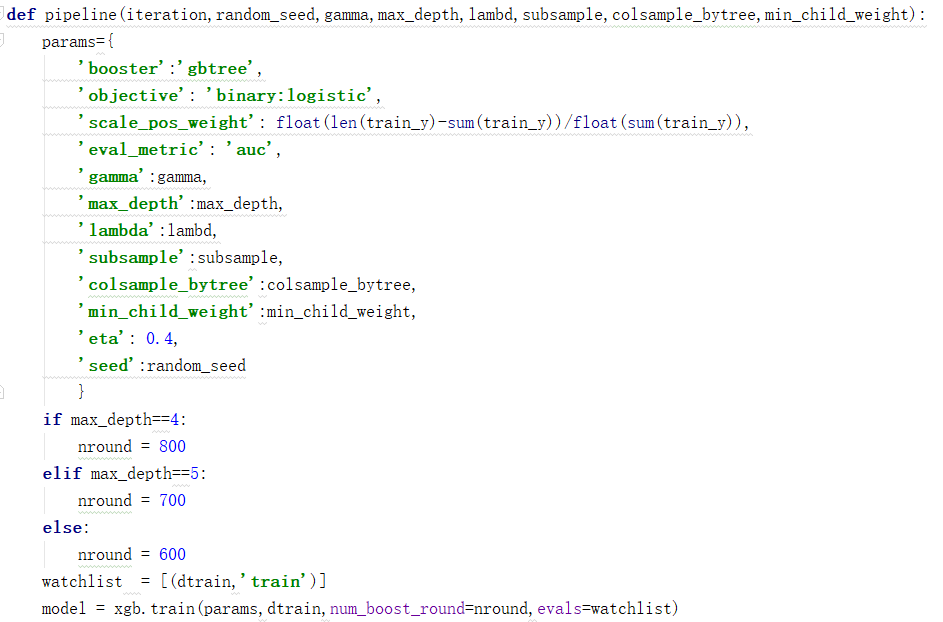 def pipeline(iteration,random_seed,gamma,max_depth,lambd,subsample,colsample_bytree,min_child_weight):
    params={
        'booster':'gbtree',
        'objective': 'binary:logistic',
        'scale_pos_weight': float(len(train_y)-sum(train_y))/float(sum(train_y)),
        'eval_metric': 'auc',
        'gamma':gamma,
        'max_depth':max_depth,
        'lambda':lambd,
        'subsample':subsample,
        'colsample_bytree':colsample_bytree,
        'min_child_weight':min_child_weight,
        'eta': 0.4,
        'seed':random_seed
        }
    if max_depth==4:
        nround = 800
    elif max_depth==5:
        nround = 700
    else:
        nround = 600
    watchlist  = [(dtrain,'train')]
    model = xgb.train(params,dtrain,num_boost_round=nround,evals=watchlist)